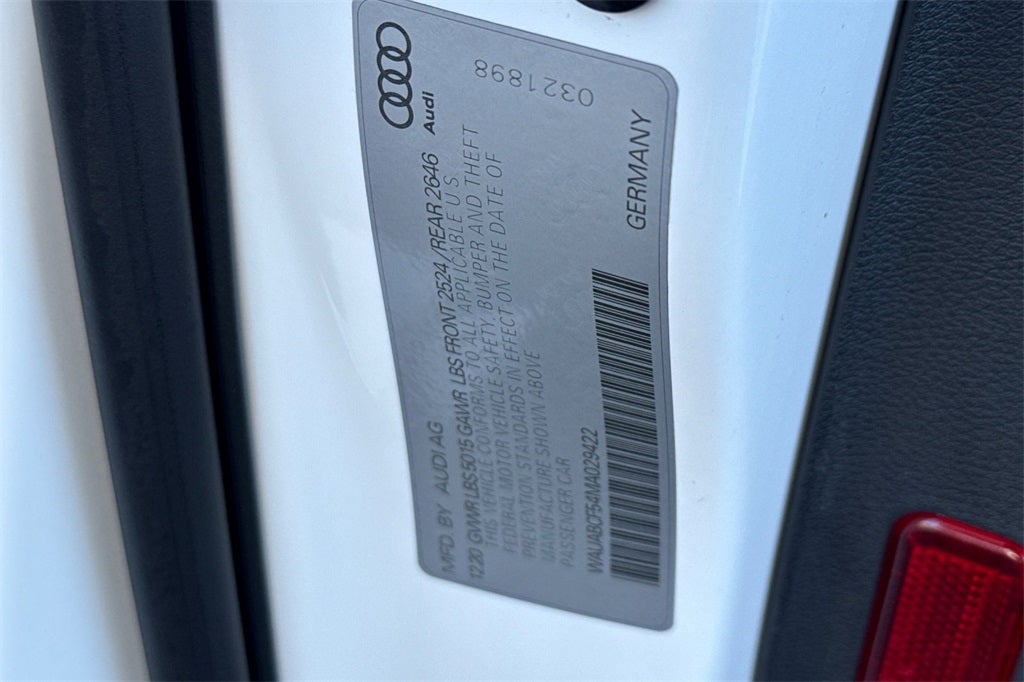 Audi
MFD BY AUDI AG
12.20 GVWR LBS 5015 GAWR LBS FRONT 2524 / REAR 2646
THIS VEHICLE CONFORMS TO ALL APPLICABLE U S
FEDERAL MOTOR VEHICLE SAFETY, BUMPER AND THEFT
PREVENTION STANDARDS IN EFFECT ON THE DATE OF
MANUFACTURE SHOWN ABOVE
PASSENGER CAR
WAUABCF54MA029422
GERMANY
0321898